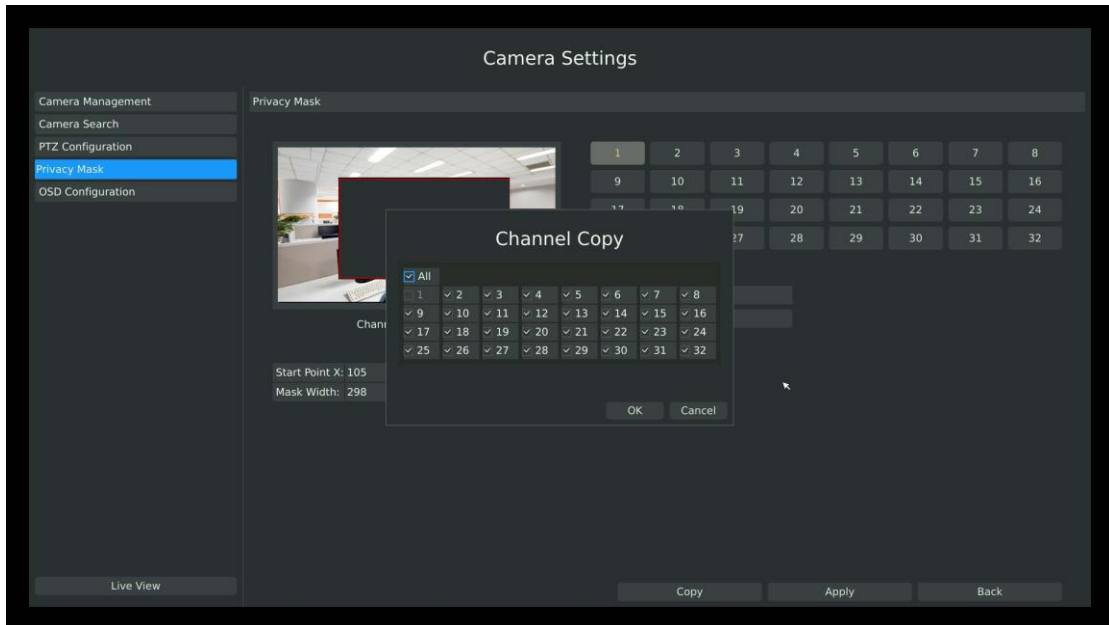 Camera Settings
Camera Management
Camera Search
PTZ Configuration
Privacy Mask
OSD Configuration
Live View
Privacy Mask
1 2 3 4 5 6 7 8
9 10 11 12 13 14 15 16
17 18 19 20 21 22 23 24
27 28 29 30 31 32
Channel Copy
All
1 2 3 4 5 6 7 8
9 10 11 12 13 14 15 16
17 18 19 20 21 22 23 24
25 26 27 28 29 30 31 32
OK Cancel
Start Point X: 105
Mask Width: 298
Copy Apply Back